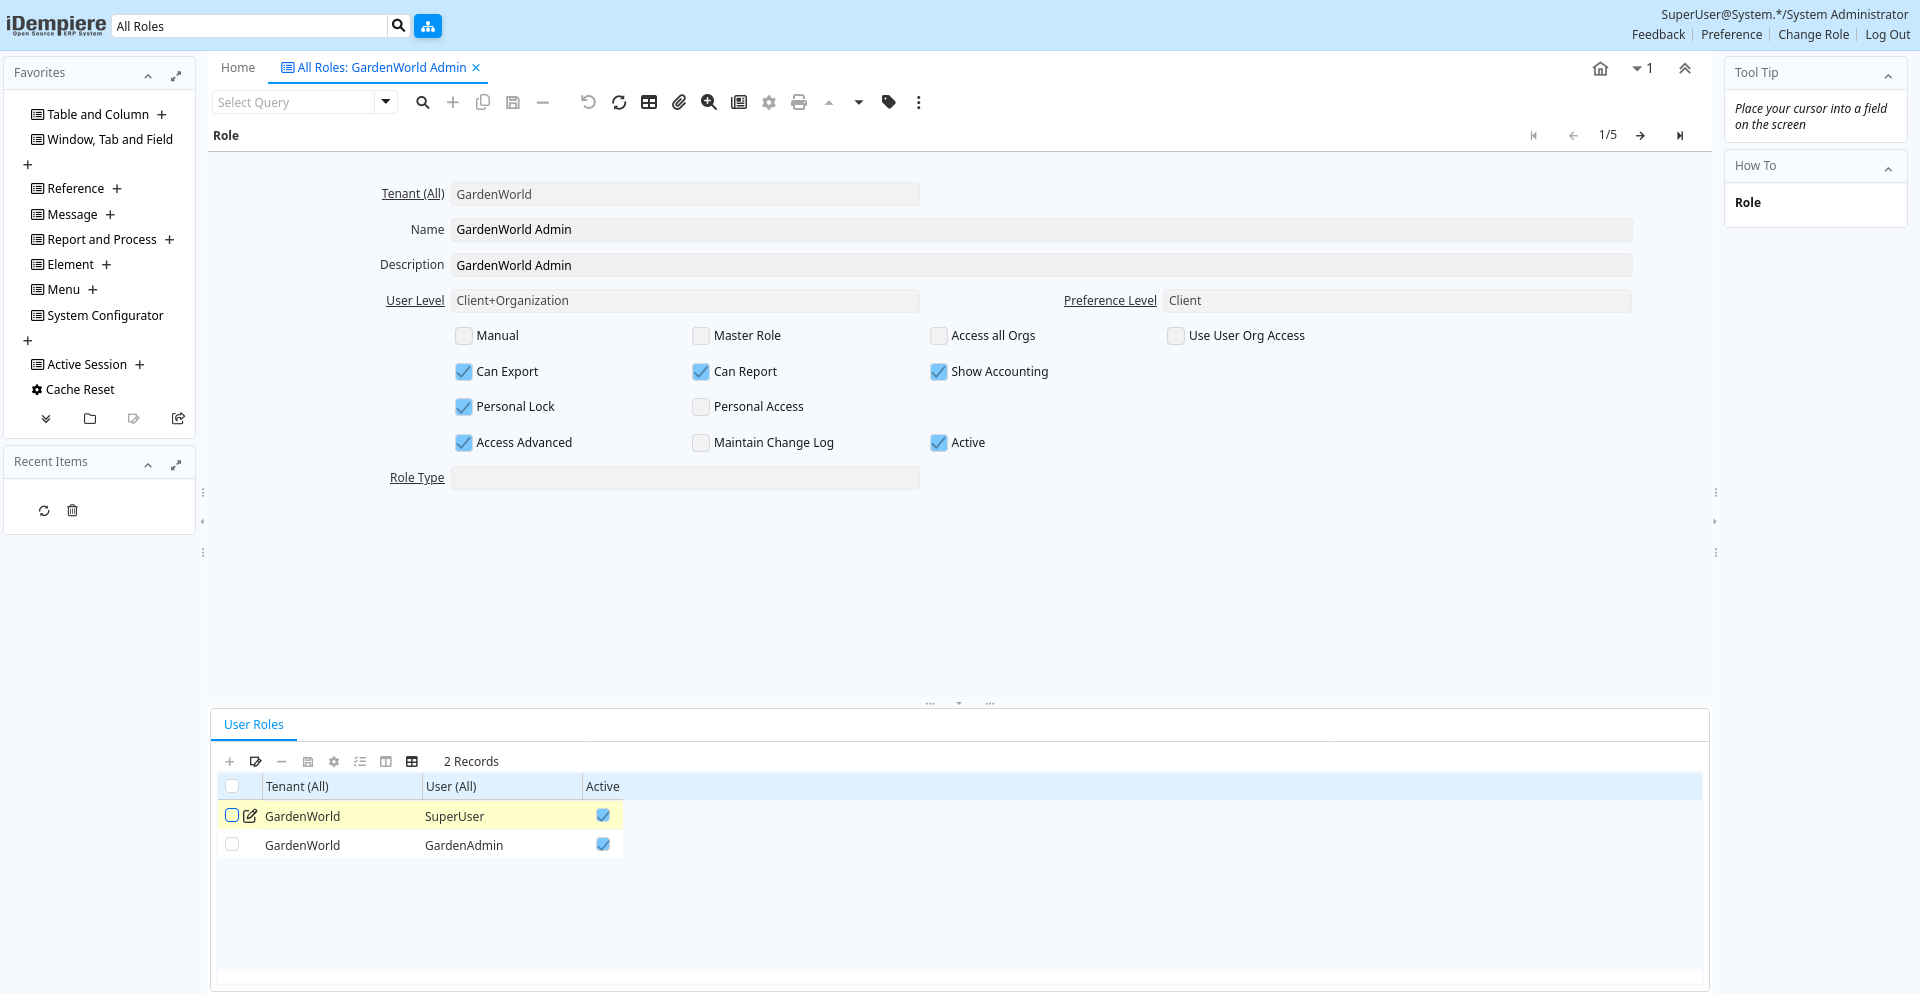 iDempiere
Open Source ERP System
All Roles
SuperUser@System.*/System Administrator
Feedback
Preference
Change Role
Log Out
Favorites
Table and Column
Window, Tab and Field
Reference
Message
Report and Process
Element
Menu
System Configurator
Active Session
Cache Reset
Recent Items
Home
All Roles: GardenWorld Admin
1
Select Query
Role
1/5
Tenant (All)
GardenWorld
Name
GardenWorld Admin
Description
GardenWorld Admin
User Level
Client+Organization
Preference Level
Client
Manual
Master Role
Access all Orgs
Use User Org Access
Can Export
Can Report
Show Accounting
Personal Lock
Personal Access
Access Advanced
Maintain Change Log
Active
Role Type
User Roles
2 Records
Tenant (All)
User (All)
Active
GardenWorld
SuperUser
GardenWorld
GardenAdmin
Tool Tip
Place your cursor into a field
on the screen
How To
Role